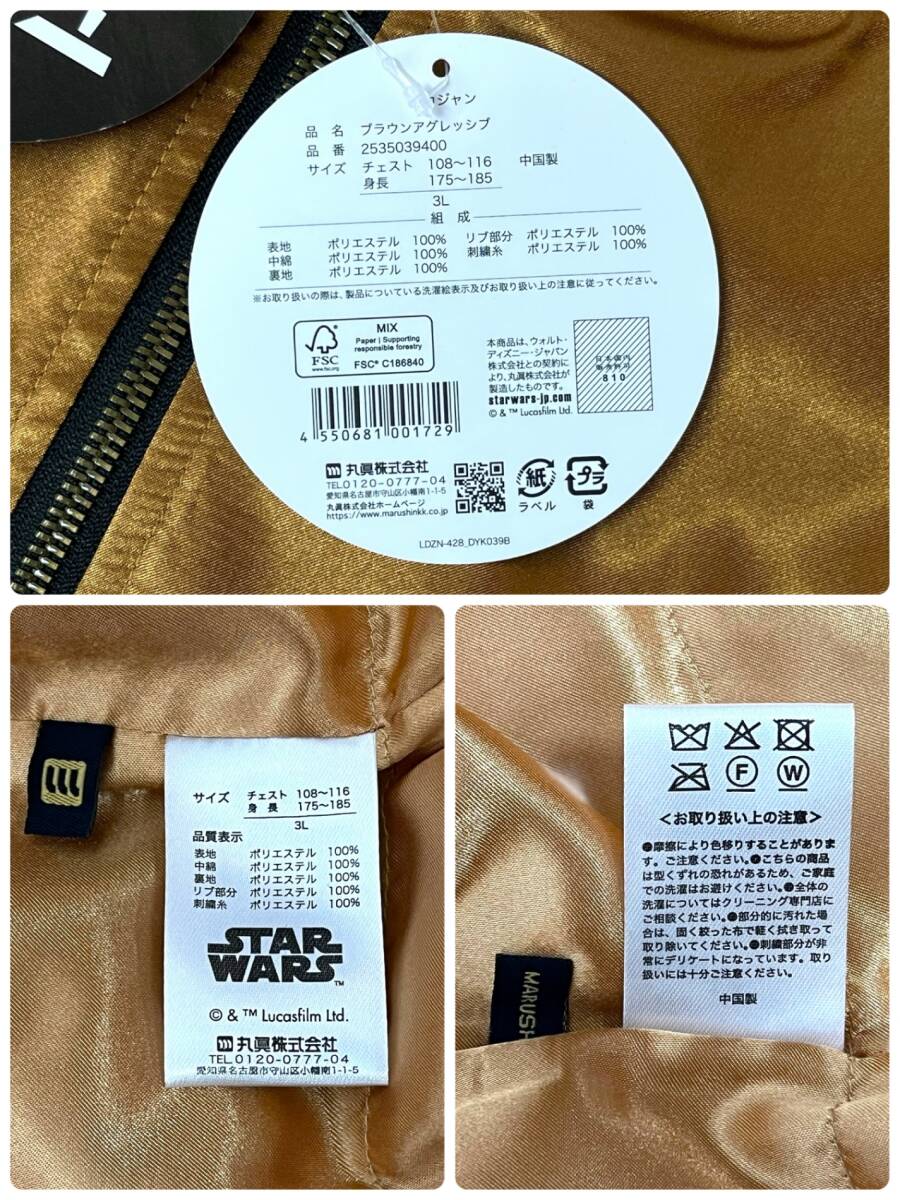 ジャン
品 名 ブラウンアグレッシブ
品 番 2535039400
サイズ チェスト 108～116 中国製
身長 175～185
3L
組 成
表地 ポリエステル 100% リブ部分 ポリエステル 100%
中綿 ポリエステル 100% 刺繍糸 ポリエステル 100%
裏地 ポリエステル 100%
※お取り扱いの際は、製品についている洗濯絵表示及びお取り扱い上の注意に従ってください。
FSC
www.fsc.org
MIX
Paper | Supporting
responsible forestry
FSC® C186840
本商品は、ウォルト・
ディズニー・ジャパン
株式会社との契約に
より、丸眞株式会社が
製造したものです。
starwars-jp.com
© & ™ Lucasfilm Ltd.
日本国内
販売許可
810
4 550681 001729
丸眞株式会社
TEL.0120-0777-04
愛知県名古屋市守山区小幡南1-1-5
丸眞株式会社ホームページ
https://www.marushinkk.co.jp
紙
ラベル
プラ
袋
LDZN-428_DYK039B
サイズ チェスト 108～116
身長 175～185
3L
品質表示
表地 ポリエステル 100%
中綿 ポリエステル 100%
裏地 ポリエステル 100%
リブ部分 ポリエステル 100%
刺繍糸 ポリエステル 100%
STAR
WARS™
© & ™ Lucasfilm Ltd.
丸眞株式会社
TEL.0120-0777-04
愛知県名古屋市守山区小幡南1-1-5
F W
＜お取り扱い上の注意＞
●摩擦により色移りすることがありま
す。ご注意ください。●こちらの商品
は型くずれの恐れがあるため、ご家庭
での洗濯はお避けください。●全体の
洗濯についてはクリーニング専門店に
ご相談ください。●部分的に汚れた場
合は、固く絞った布で軽く拭き取って
取り除いてください。●刺繍部分が非
常にデリケートになっています。取り
扱いには十分ご注意ください。
中国製
MARUSH